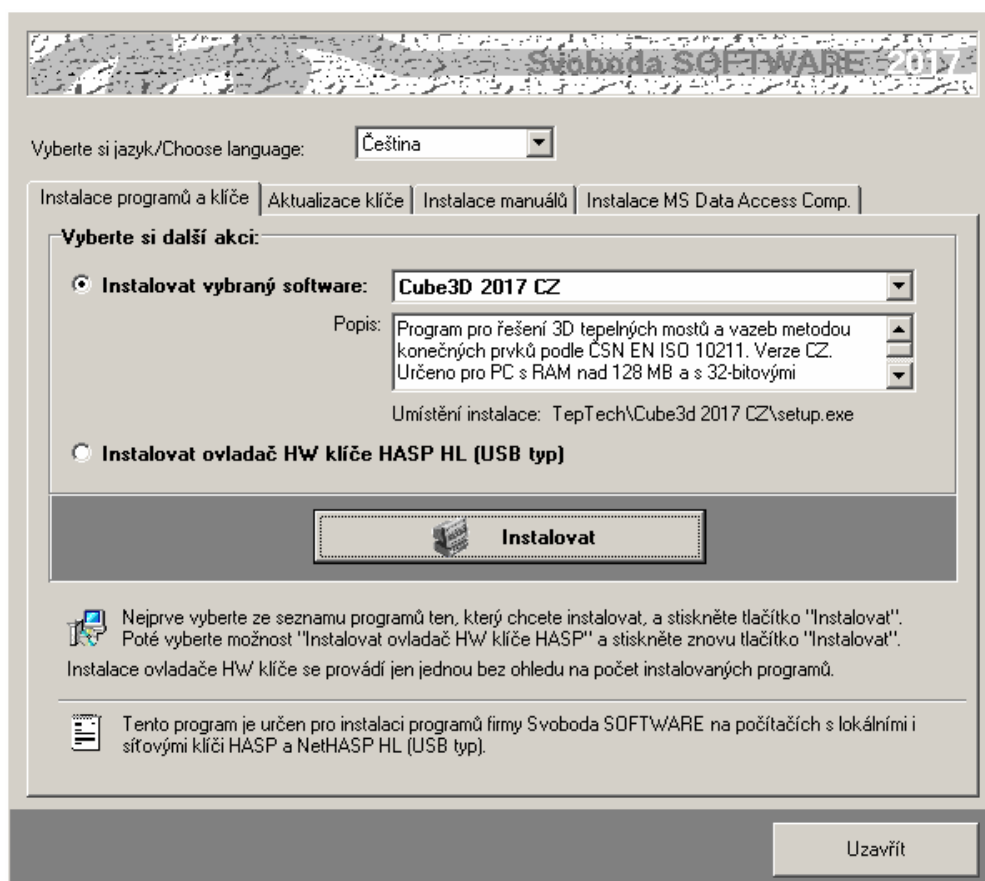 Svoboda SOFTWARE 2017
Vyberte si jazyk/Choose language: Čeština
Instalace programů a klíče Aktualizace klíče Instalace manuálů Instalace MS Data Access Comp.
Vyberte si další akci:
Instalovat vybraný software: Cube3D 2017 CZ
Popis: Program pro řešení 3D tepelných mostů a vazeb metodou
konečných prvků podle ČSN EN ISO 10211. Verze CZ.
Určeno pro PC s RAM nad 128 MB a s 32-bitovými
Umístění instalace: TepTech\Cube3d 2017 CZ\setup.exe
Instalovat ovladač HW klíče HASP HL (USB typ)
Instalovat
Nejprve vyberte ze seznamu programů ten, který chcete instalovat, a stiskněte tlačítko "Instalovat".
Poté vyberte možnost "Instalovat ovladač HW klíče HASP" a stiskněte znovu tlačítko "Instalovat".
Instalace ovladače HW klíče se provádí jen jednou bez ohledu na počet instalovaných programů.
Tento program je určen pro instalaci programů firmy Svoboda SOFTWARE na počítačích s lokálními i
síťovými klíči HASP a NetHASP HL (USB typ).
Uzavřít